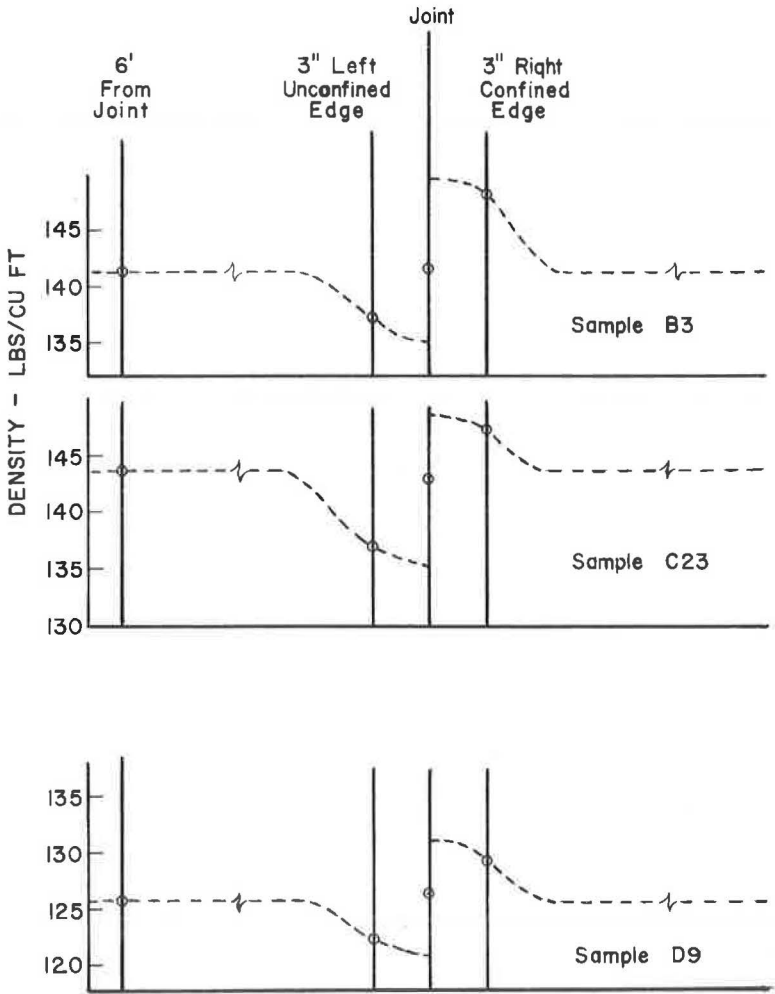 Joint
6'
From
Joint
3" Left
Unconfined
Edge
3" Right
Confined
Edge
DENSITY - LBS/CU FT
145
140
135
Sample B3
145
140
135
130
Sample C23
135
130
125
120
Sample D9